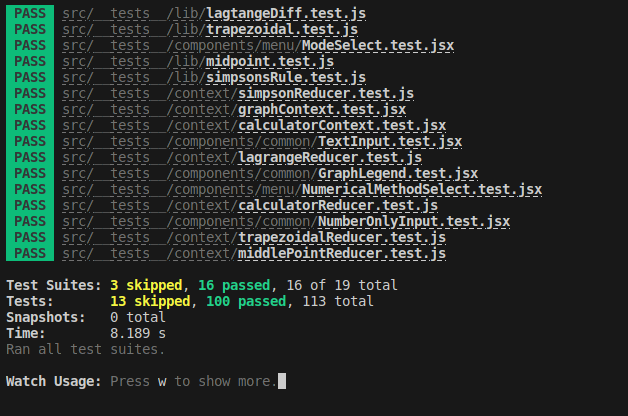 PASS src/__tests__/lib/lagtangeDiff.test.js
PASS src/__tests__/lib/trapezoidal.test.js
PASS src/__tests__/components/menu/ModeSelect.test.jsx
PASS src/__tests__/lib/midpoint.test.js
PASS src/__tests__/lib/simpsonsRule.test.js
PASS src/__tests__/context/simpsonReducer.test.js
PASS src/__tests__/context/graphContext.test.jsx
PASS src/__tests__/context/calculatorContext.test.jsx
PASS src/__tests__/components/common/TextInput.test.jsx
PASS src/__tests__/context/lagrangeReducer.test.js
PASS src/__tests__/components/common/GraphLegend.test.jsx
PASS src/__tests__/components/menu/NumericalMethodSelect.test.jsx
PASS src/__tests__/context/calculatorReducer.test.js
PASS src/__tests__/components/common/NumberOnlyInput.test.jsx
PASS src/__tests__/context/trapezoidalReducer.test.js
PASS src/__tests__/context/middlePointReducer.test.js
Test Suites: 3 skipped, 16 passed, 16 of 19 total
Tests: 13 skipped, 100 passed, 113 total
Snapshots: 0 total
Time: 8.189 s
Ran all test suites.
Watch Usage: Press w to show more.